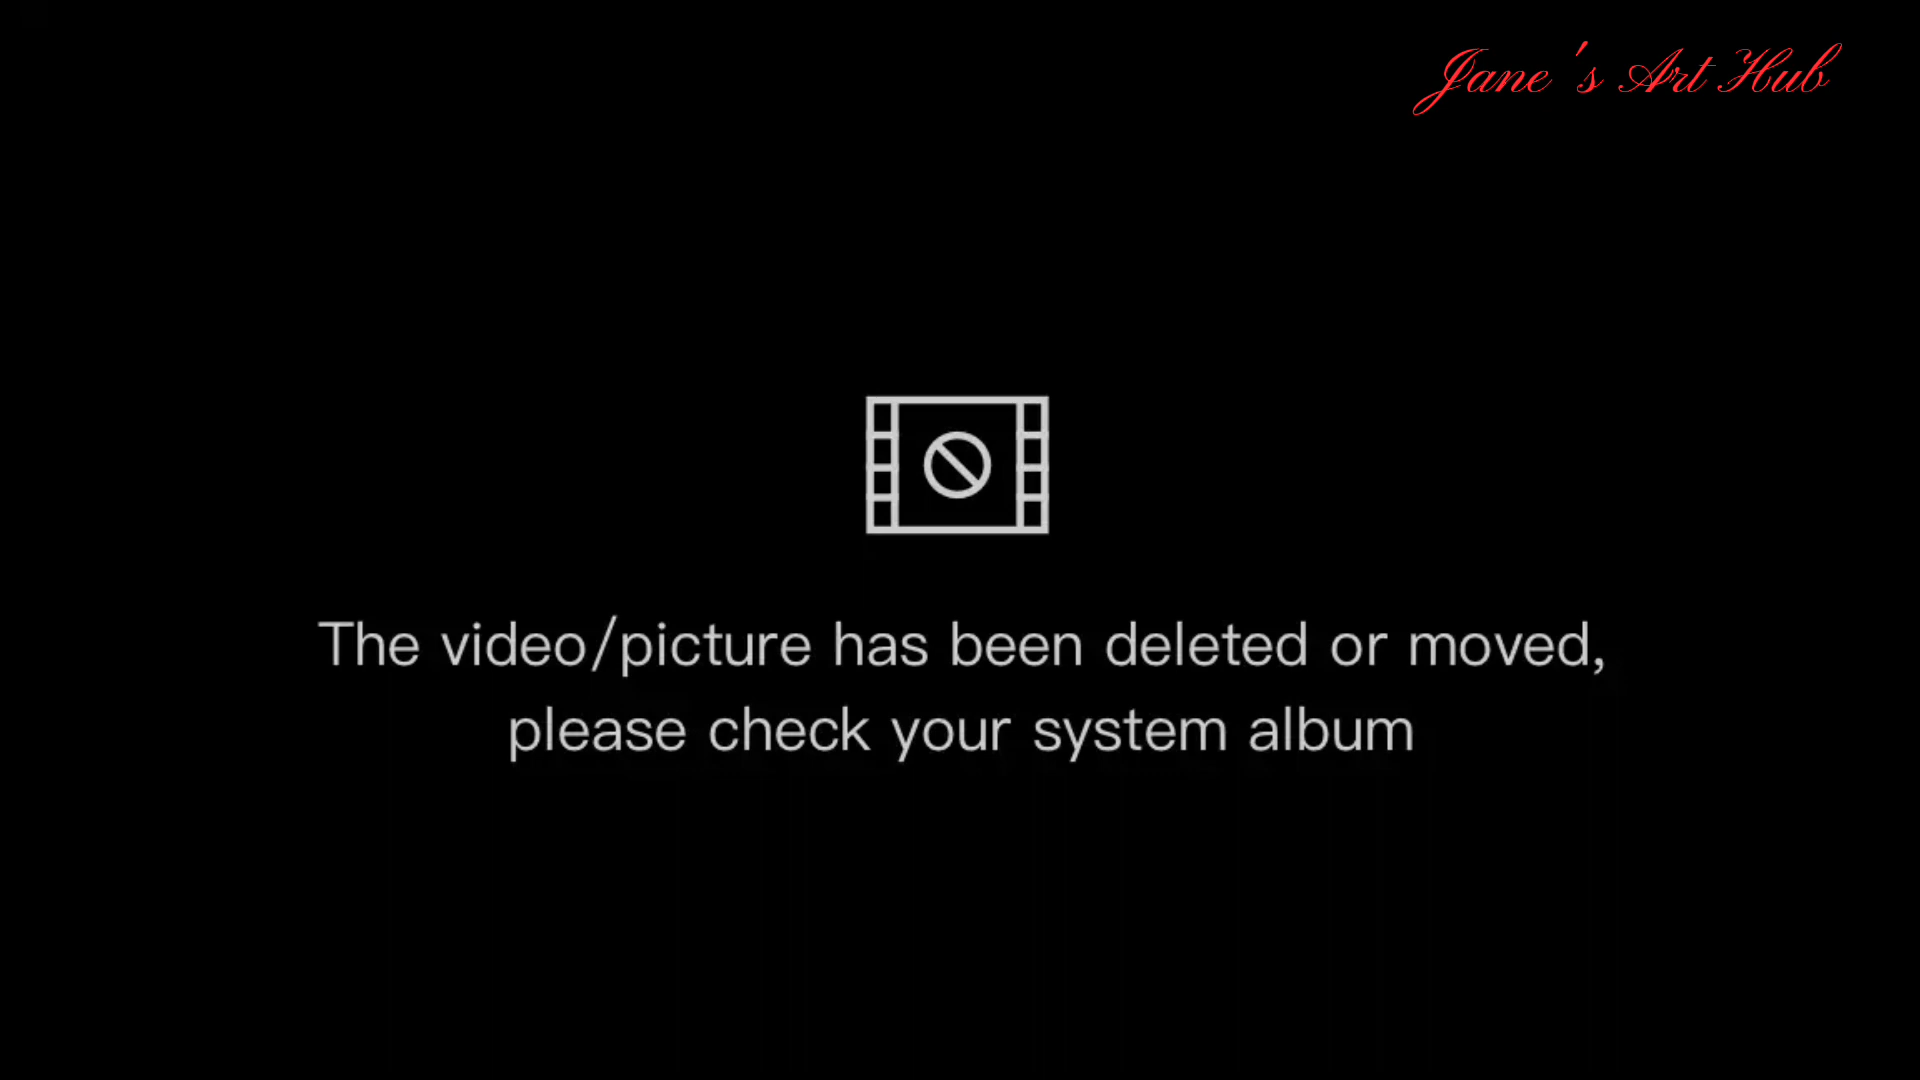 Jane's Art Hub
The video/picture has been deleted or moved,
please check your system album